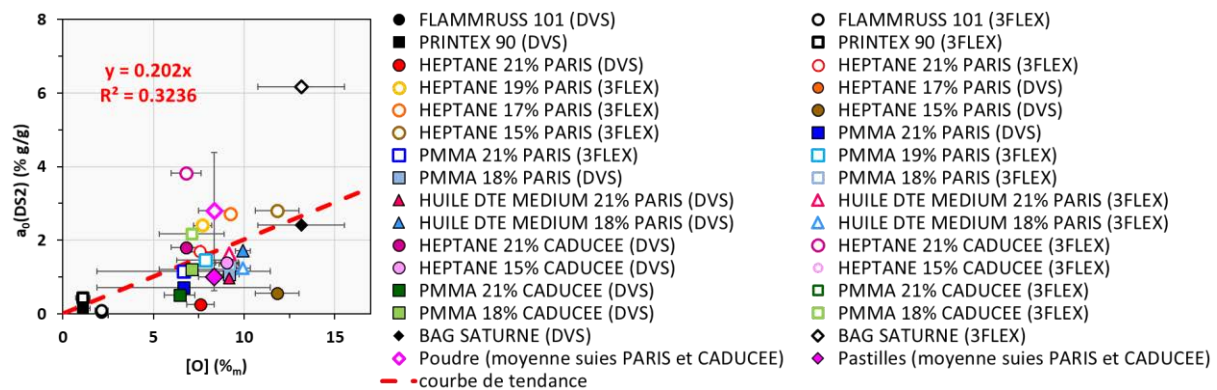 8
6
4
2
0
a₀(DS2) (% g/g)
y = 0.202x
R² = 0.3236
0 5 10 15
[O] (%ₘ)
FLAMMRUSS 101 (DVS) FLAMMRUSS 101 (3FLEX)
PRINTEX 90 (DVS) PRINTEX 90 (3FLEX)
HEPTANE 21% PARIS (DVS) HEPTANE 21% PARIS (3FLEX)
HEPTANE 19% PARIS (3FLEX) HEPTANE 17% PARIS (DVS)
HEPTANE 17% PARIS (3FLEX) HEPTANE 15% PARIS (DVS)
HEPTANE 15% PARIS (3FLEX) PMMA 21% PARIS (DVS)
PMMA 21% PARIS (3FLEX) PMMA 19% PARIS (3FLEX)
PMMA 18% PARIS (DVS) PMMA 18% PARIS (3FLEX)
HUILE DTE MEDIUM 21% PARIS (DVS) HUILE DTE MEDIUM 21% PARIS (3FLEX)
HUILE DTE MEDIUM 18% PARIS (DVS) HUILE DTE MEDIUM 18% PARIS (3FLEX)
HEPTANE 21% CADUCEE (DVS) HEPTANE 21% CADUCEE (3FLEX)
HEPTANE 15% CADUCEE (DVS) HEPTANE 15% CADUCEE (3FLEX)
PMMA 21% CADUCEE (DVS) PMMA 21% CADUCEE (3FLEX)
PMMA 18% CADUCEE (DVS) PMMA 18% CADUCEE (3FLEX)
BAG SATURNE (DVS) BAG SATURNE (3FLEX)
Poudre (moyenne suies PARIS et CADUCEE) Pastilles (moyenne suies PARIS et CADUCEE)
courbe de tendance